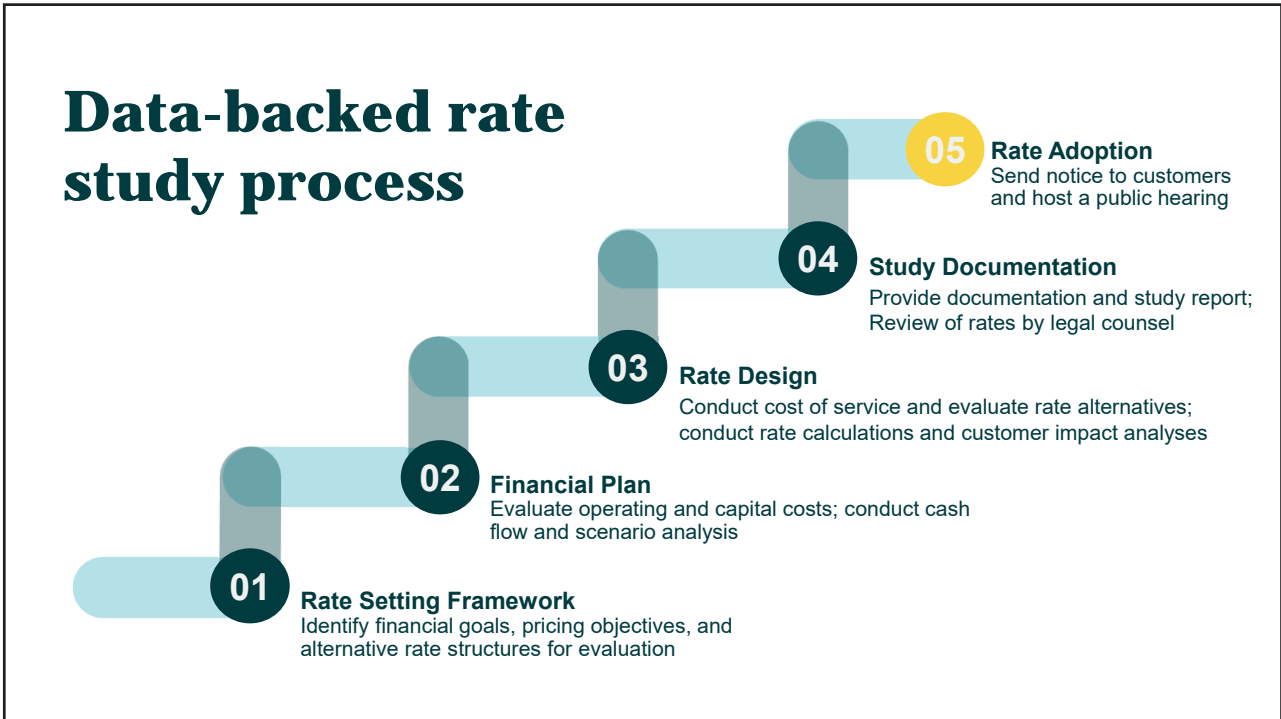 Data-backed rate
study process
05
Rate Adoption
Send notice to customers
and host a public hearing
04
Study Documentation
Provide documentation and study report;
Review of rates by legal counsel
03
Rate Design
Conduct cost of service and evaluate rate alternatives;
conduct rate calculations and customer impact analyses
02
Financial Plan
Evaluate operating and capital costs; conduct cash
flow and scenario analysis
01
Rate Setting Framework
Identify financial goals, pricing objectives, and
alternative rate structures for evaluation